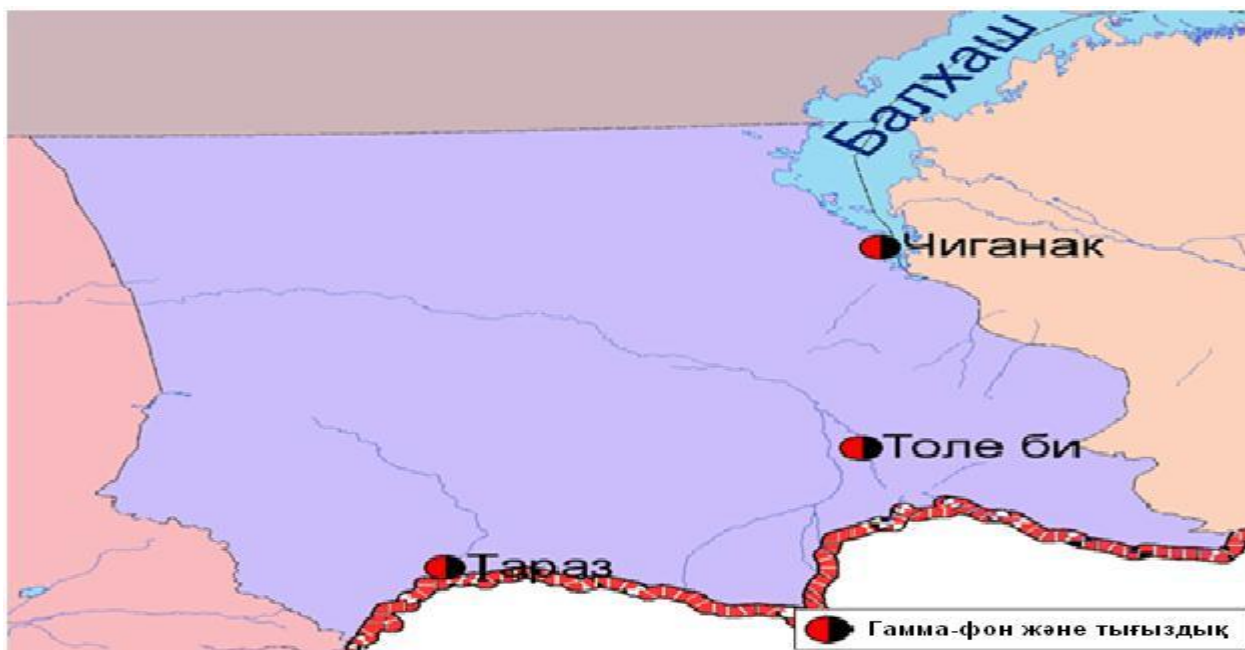 Балхаш
Чиганак
Толе би
Тараз
Гамма-фон және тығыздық